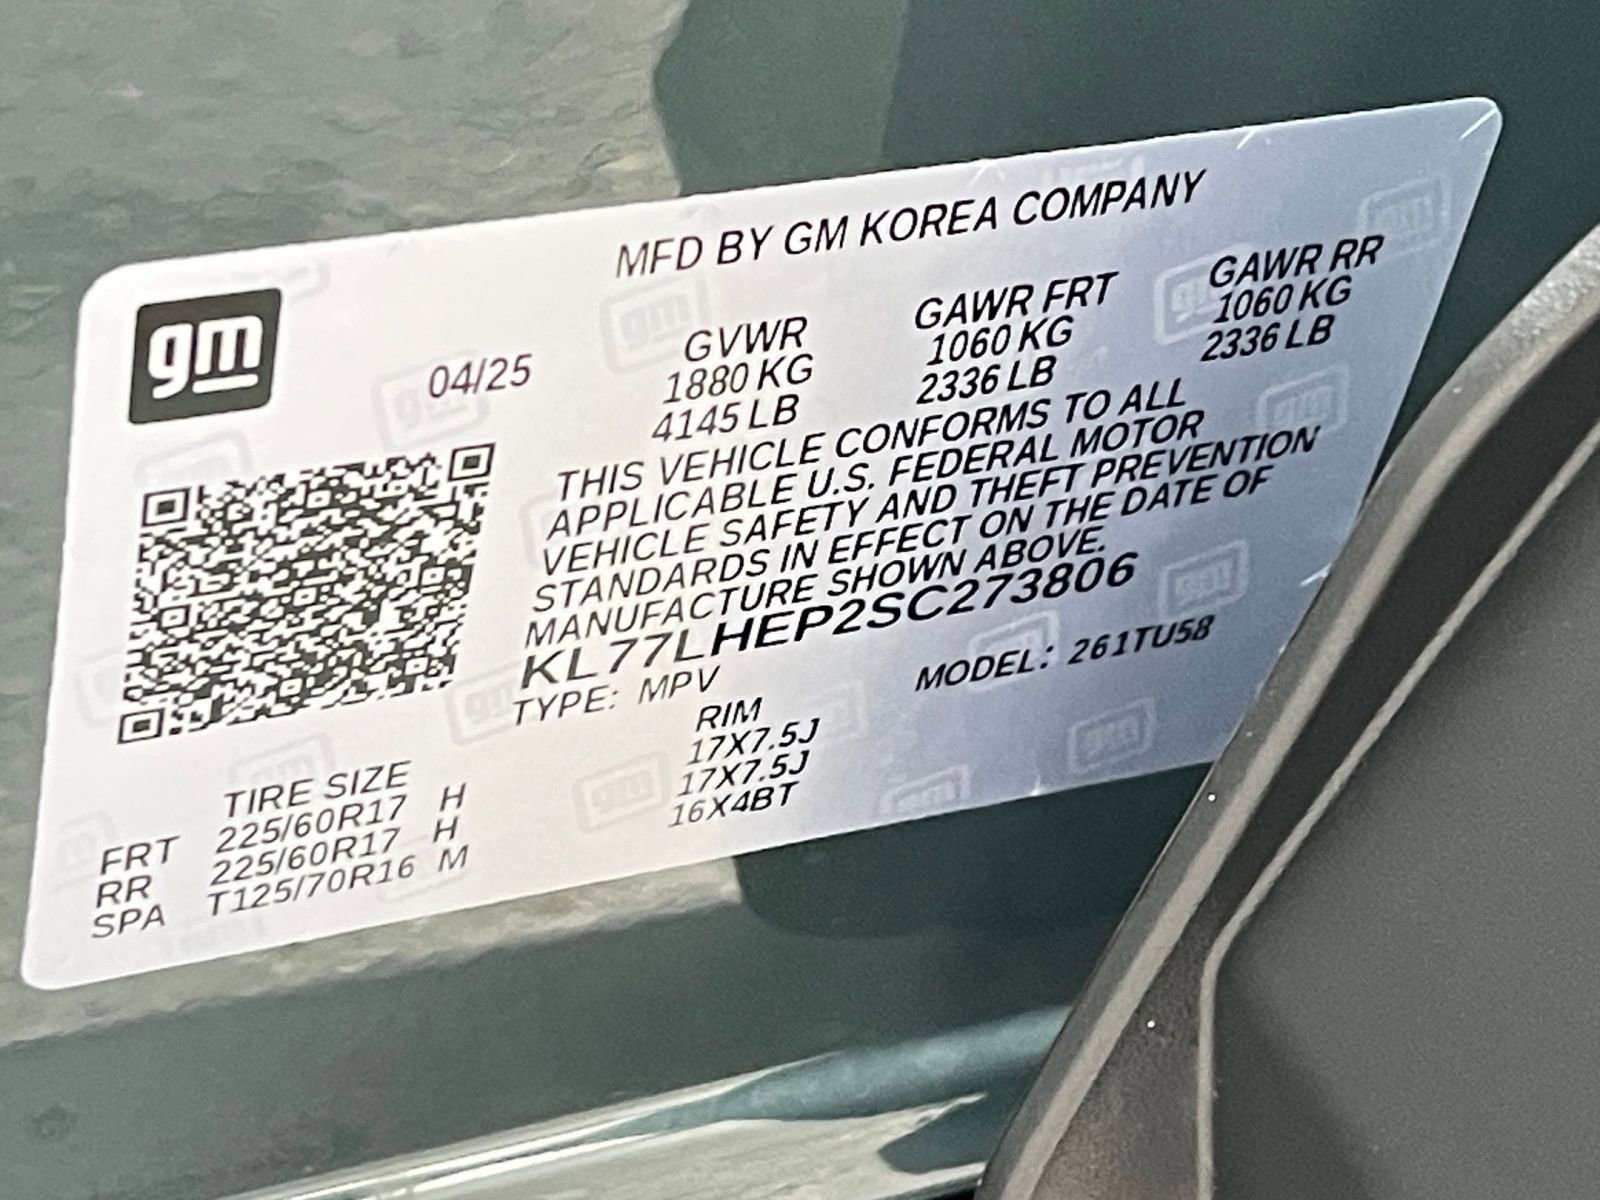 MFD BY GM KOREA COMPANY
gm
04/25
GVWR GAWR FRT GAWR RR
1880 KG 1060 KG 1060 KG
4145 LB 2336 LB 2336 LB
THIS VEHICLE CONFORMS TO ALL
APPLICABLE U.S. FEDERAL MOTOR
VEHICLE SAFETY AND THEFT PREVENTION
STANDARDS IN EFFECT ON THE DATE OF
MANUFACTURE SHOWN ABOVE.
KL77LHEP2SC273806
TYPE: MPV MODEL: 261TU58
TIRE SIZE RIM
FRT 225/60R17 H 17X7.5J
RR 225/60R17 H 17X7.5J
SPA T125/70R16 M 16X4BT